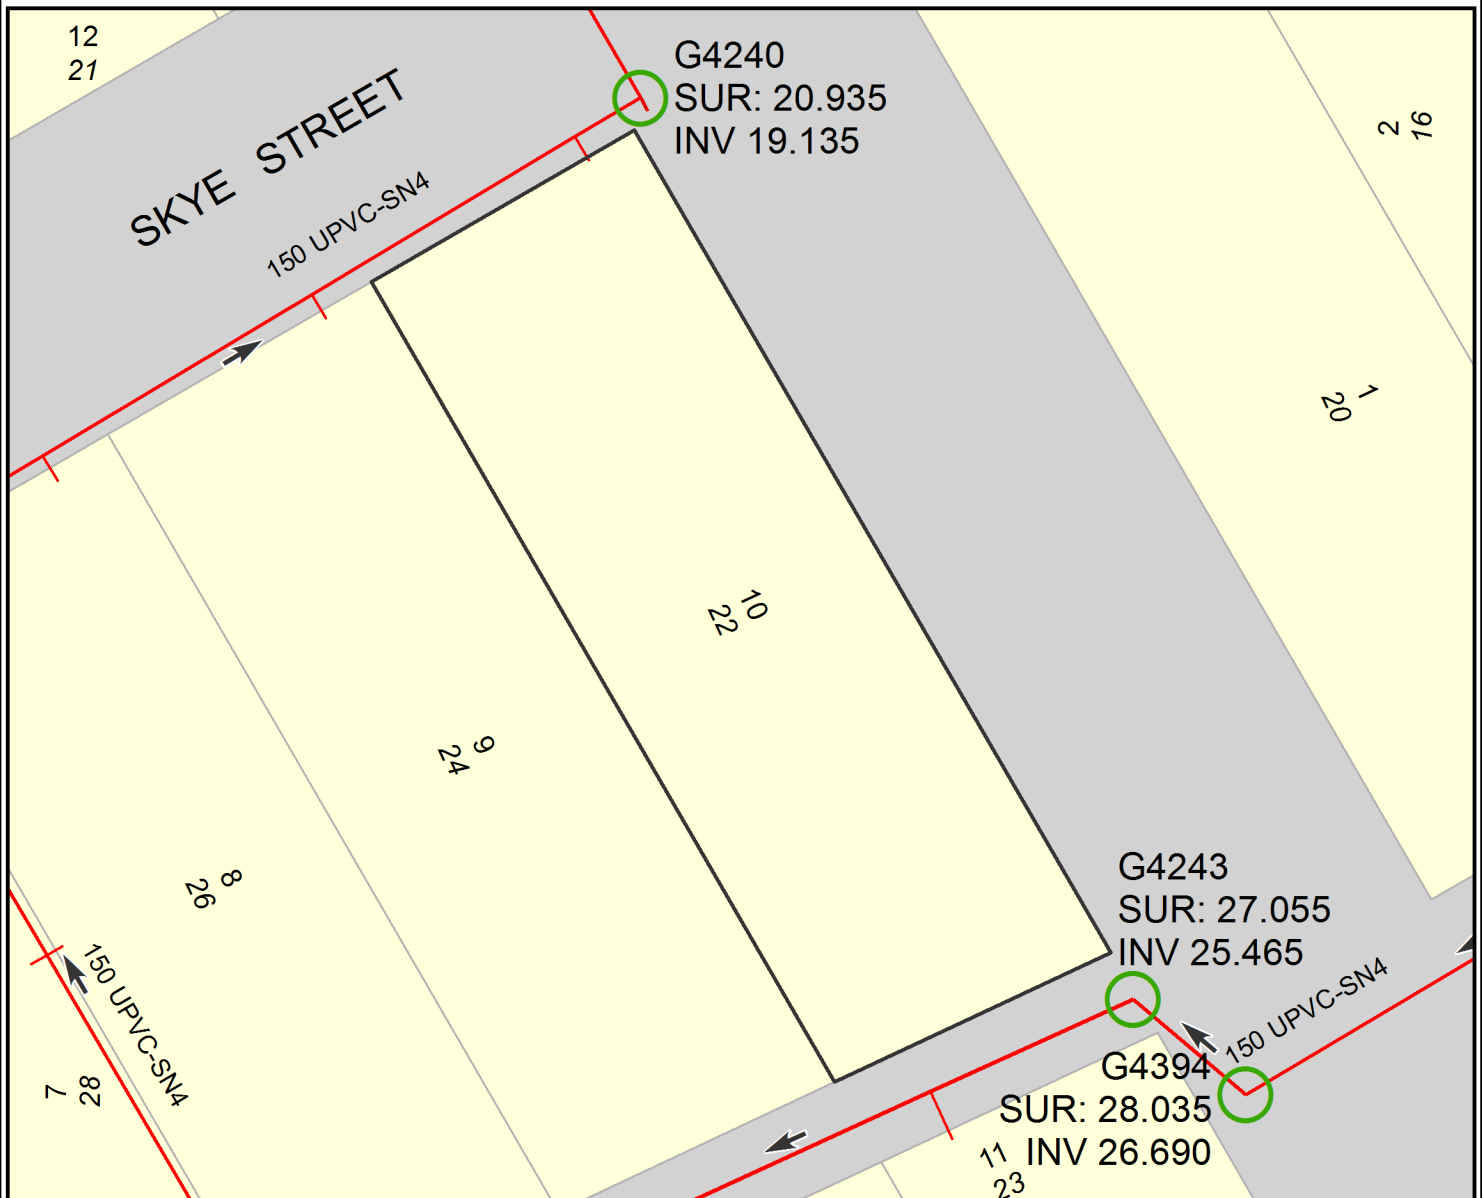 12
21
G4240
SUR: 20.935
INV 19.135
SKYE STREET
150 UPVC-SN4
2
16
1
20
10
22
9
24
8
26
G4243
SUR: 27.055
INV 25.465
150 UPVC-SN4
150 UPVC-SN4
7
28
G4394
SUR: 28.035
INV 26.690
11
23